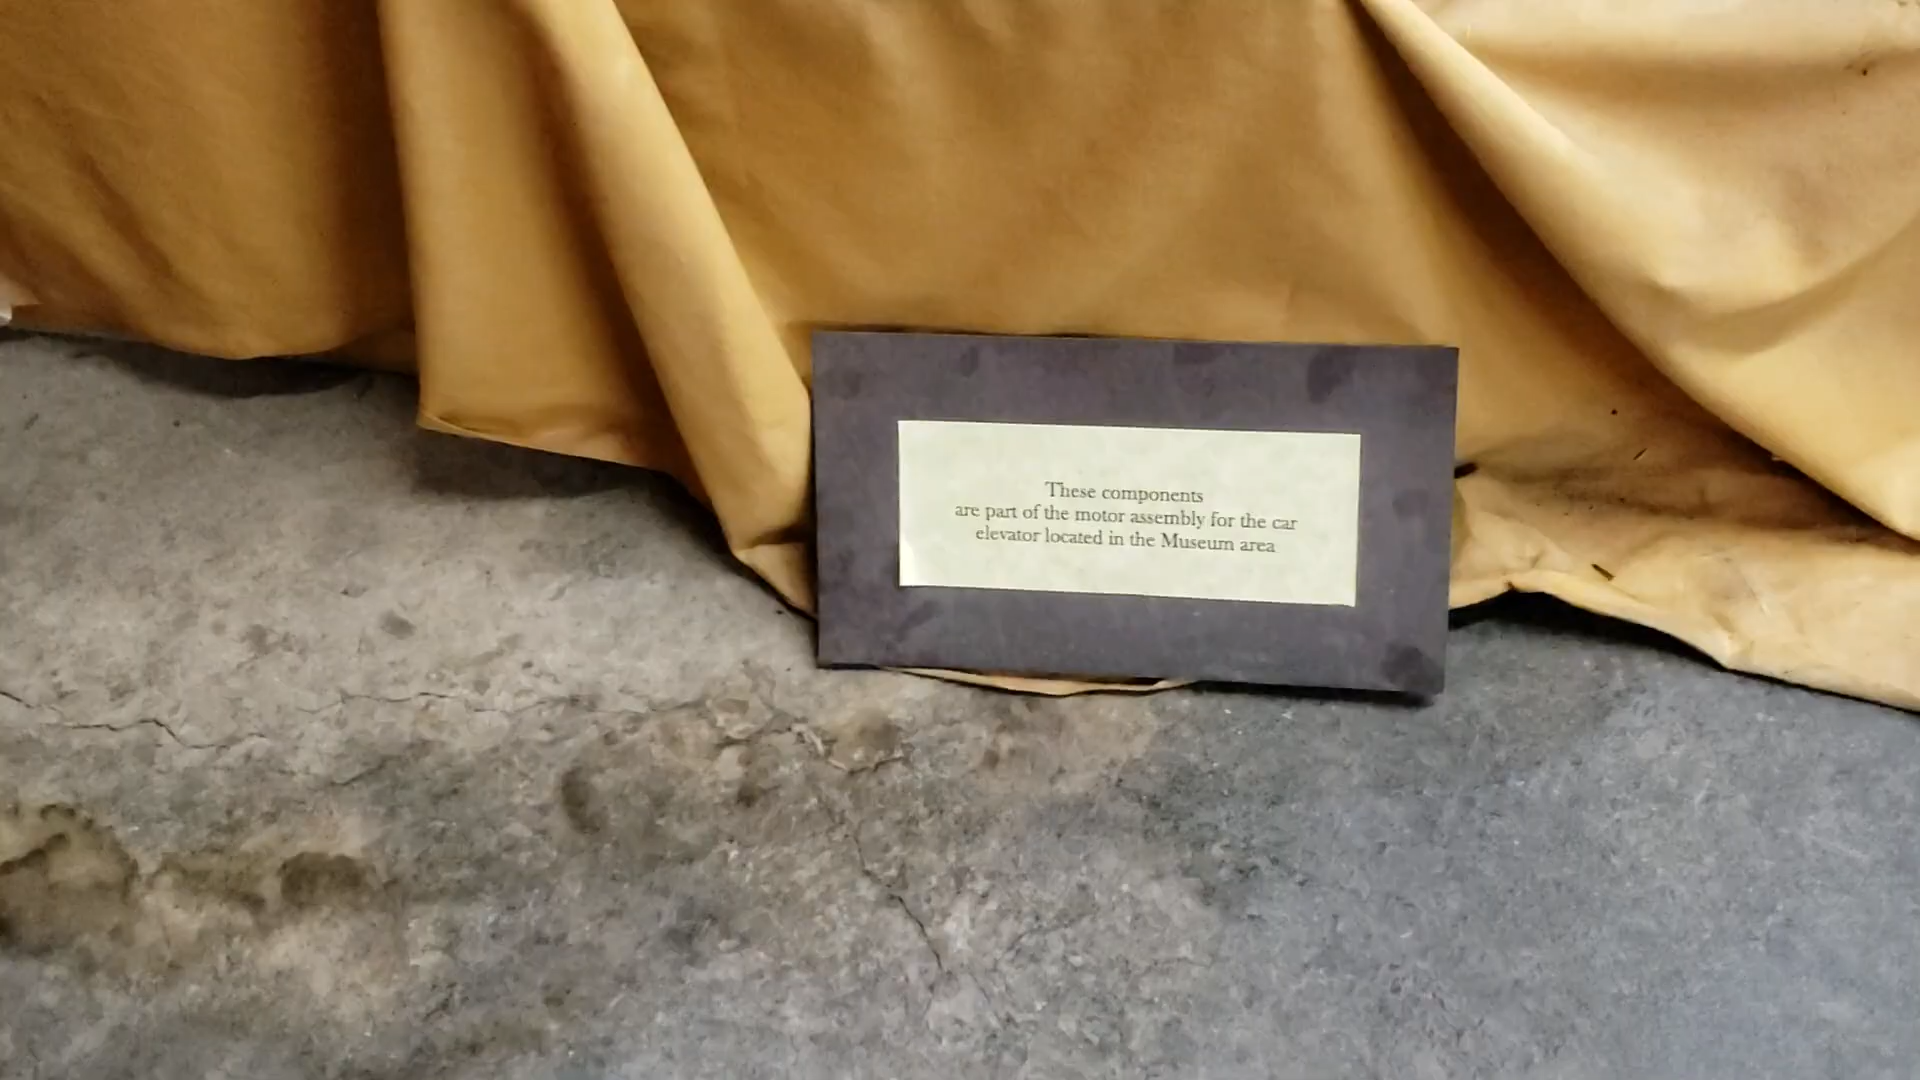 These components
are part of the motor assembly for the car
elevator located in the Museum area